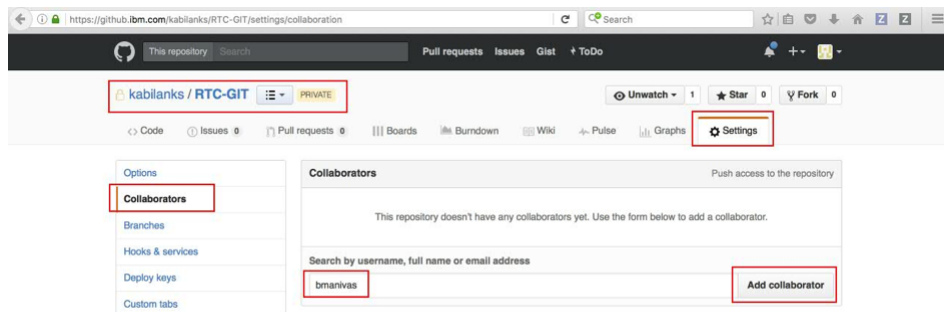 https://github.ibm.com/kabilanks/RTC-GIT/settings/collaboration
Search
This repository Search Pull requests Issues Gist ToDo
kabilanks / RTC-GIT PRIVATE Unwatch 1 Star 0 Fork 0
Code Issues 0 Pull requests 0 Boards Burndown Wiki Pulse Graphs Settings
Options
Collaborators
Branches
Hooks & services
Deploy keys
Custom tabs
Collaborators Push access to the repository
This repository doesn't have any collaborators yet. Use the form below to add a collaborator.
Search by username, full name or email address
bmanivas Add collaborator